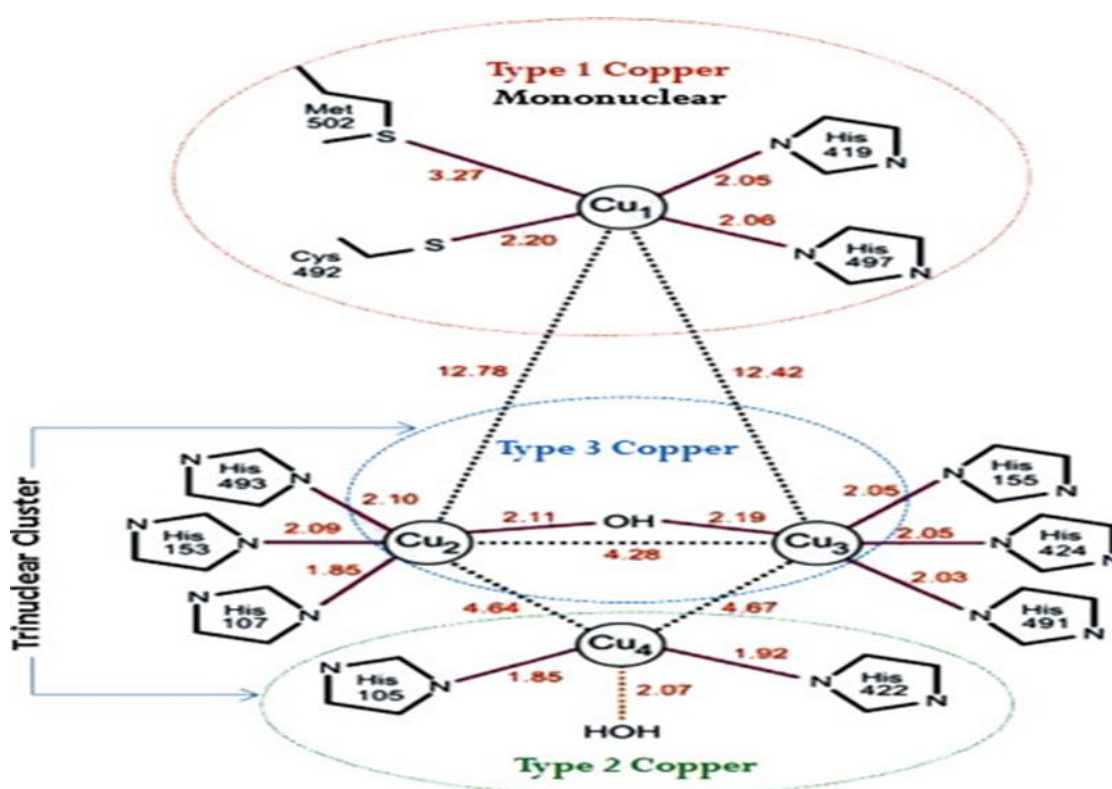 Type 1 Copper
Mononuclear
Met
502
S
3.27
Cu1
N
His
419
N
2.05
2.06
Cys
492
S
2.20
N
His
497
N
12.78
12.42
Type 3 Copper
Trinuclear Cluster
N
His
493
N
2.10
N
His
153
N
2.09
N
His
107
N
1.85
Cu2
2.11
OH
2.19
4.28
Cu3
2.05
N
His
155
N
2.05
N
His
424
N
2.03
N
His
491
N
4.64
4.67
Cu4
N
His
105
N
1.85
1.92
N
His
422
N
2.07
HOH
Type 2 Copper